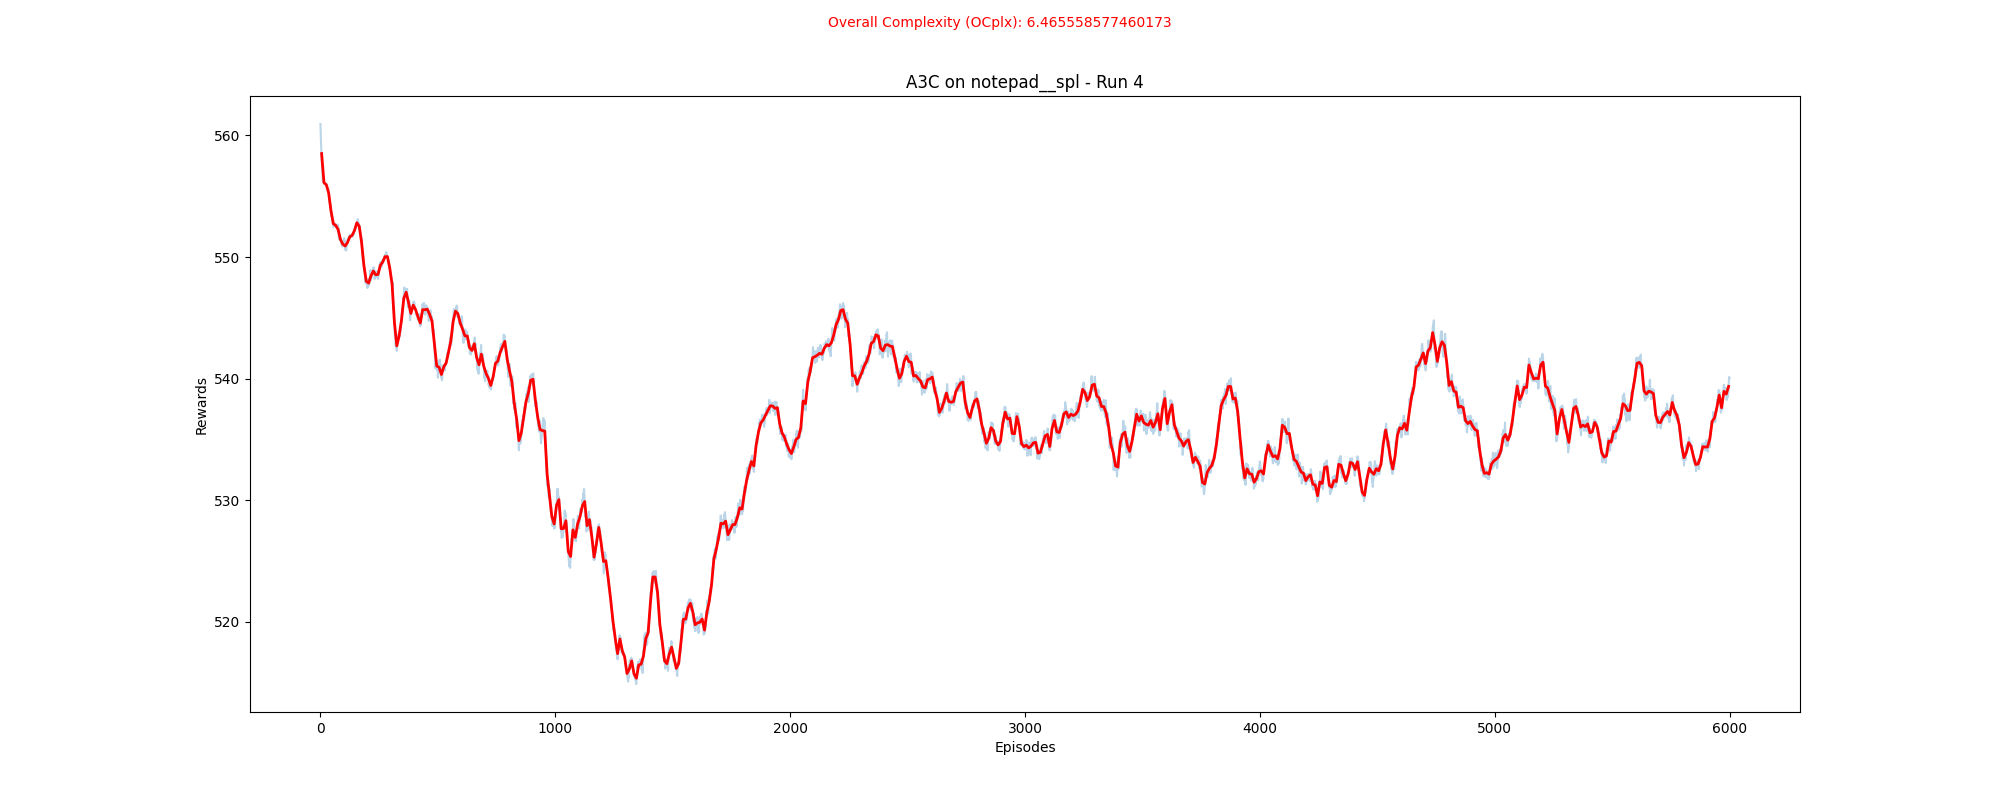 Overall Complexity (OCplx): 6.465558577460173
A3C on notepad__spl - Run 4
560
550
540
530
520
Rewards
0 1000 2000 3000 4000 5000 6000
Episodes